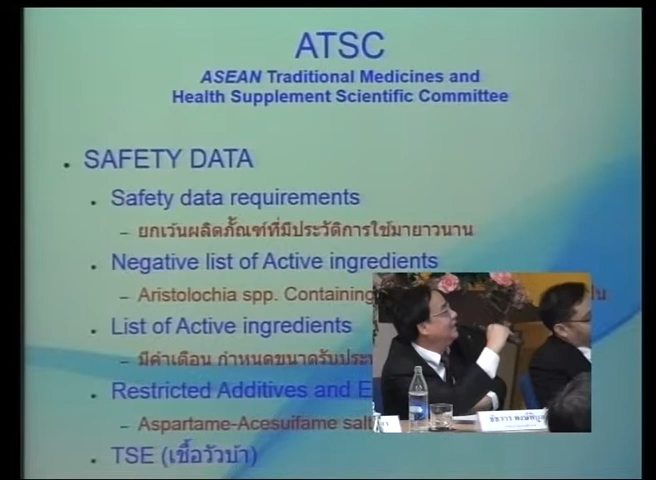 ATSC
ASEAN Traditional Medicines and
Health Supplement Scientific Committee
• SAFETY DATA
• Safety data requirements
– ยกเว้นผลิตภัณฑ์ที่มีประวัติการใช้มายาวนาน
• Negative list of Active ingredients
– Aristolochia spp. Containing
• List of Active ingredients
– มีคำเตือน กำหนดขนาดรับประ
• Restricted Additives and E
– Aspartame-Acesulfame salt
• TSE (เชื้อวัวบ้า)